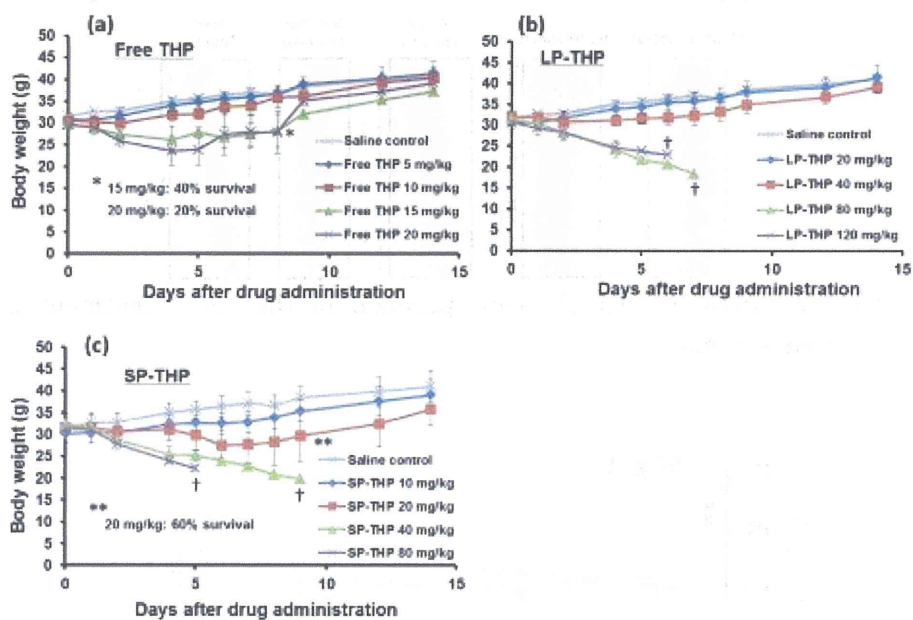 (a)
Free THP
50
45
40
35
30
25
20
15
10
5
0
Body weight (g)
* 15 mg/kg: 40% survival
20 mg/kg: 20% survival
*
Saline control
Free THP 5 mg/kg
Free THP 10 mg/kg
Free THP 15 mg/kg
Free THP 20 mg/kg
0 5 10 15
Days after drug administration
(b)
LP-THP
50
45
40
35
30
25
20
15
10
5
0
†
†
Saline control
LP-THP 20 mg/kg
LP-THP 40 mg/kg
LP-THP 80 mg/kg
LP-THP 120 mg/kg
0 5 10 15
Days after drug administration
(c)
SP-THP
50
45
40
35
30
25
20
15
10
5
0
Body weight (g)
**
† †
**
20 mg/kg: 60% survival
Saline control
SP-THP 10 mg/kg
SP-THP 20 mg/kg
SP-THP 40 mg/kg
SP-THP 80 mg/kg
0 5 10 15
Days after drug administration